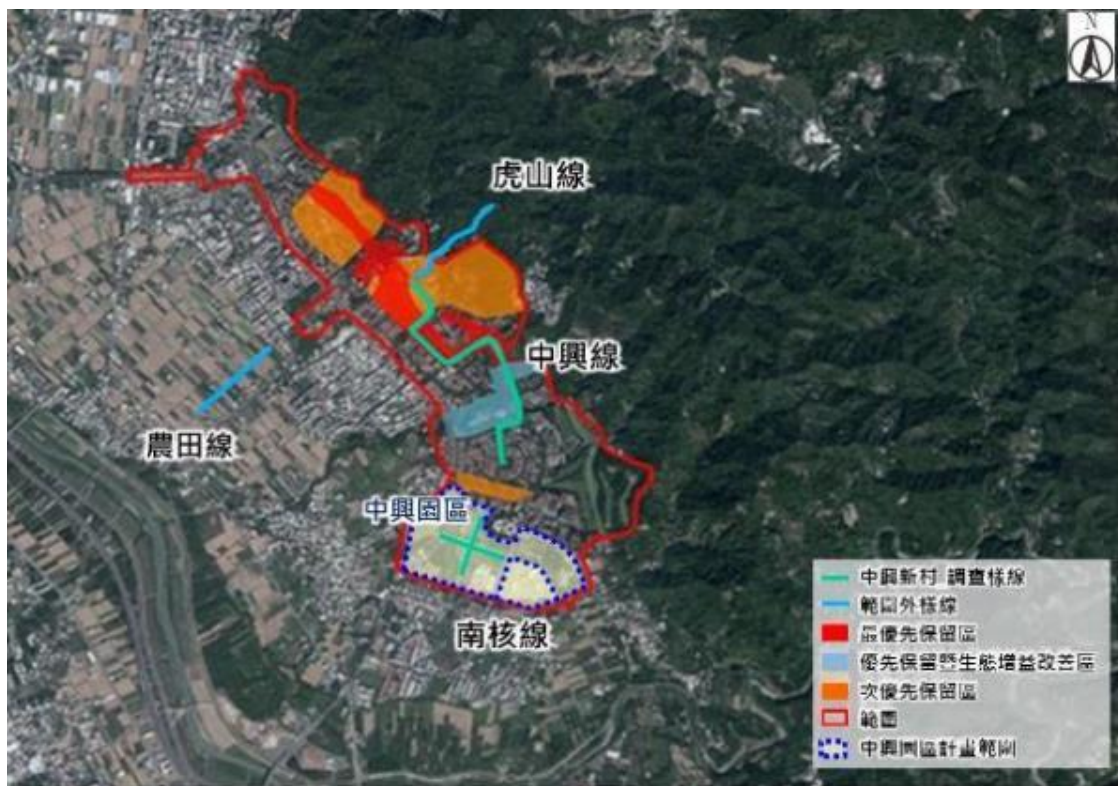 N
虎山線
中興線
農田線
中興園區
南核線
中興新村 調查樣線
範圍外樣線
最優先保留區
優先保留暨生態增益改善區
次優先保留區
範圍
中興園區計畫範圍